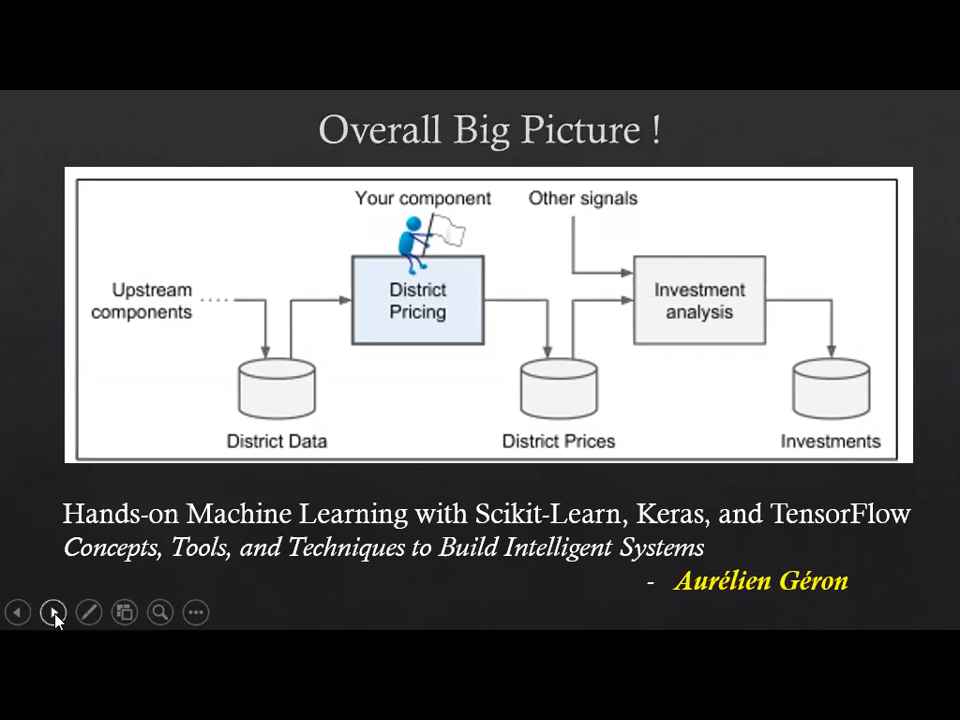 Overall Big Picture !
Your component
Other signals
Upstream
components
District
Pricing
Investment
analysis
District Data
District Prices
Investments
Hands-on Machine Learning with Scikit-Learn, Keras, and TensorFlow
Concepts, Tools, and Techniques to Build Intelligent Systems
- Aurélien Géron